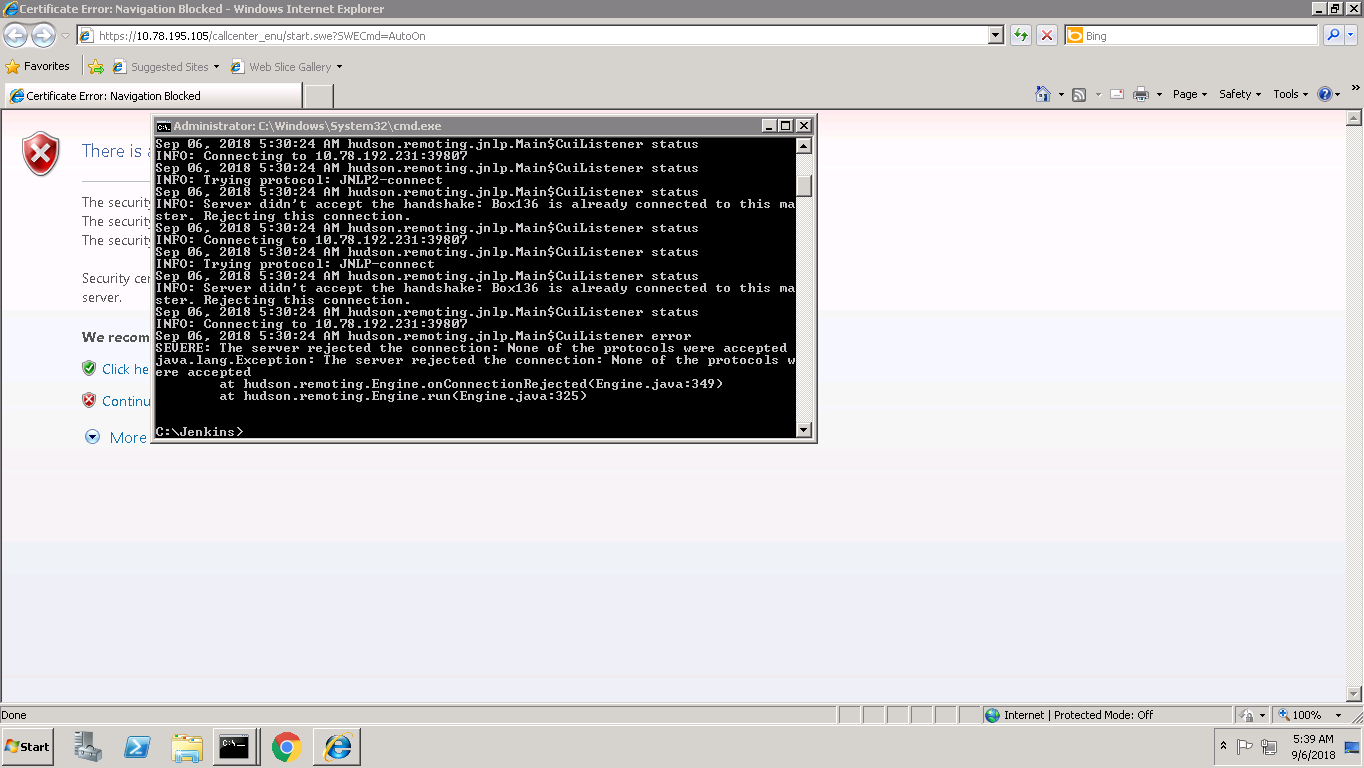 Certificate Error: Navigation Blocked - Windows Internet Explorer
https://10.78.195.105/callcenter_enu/start.swe?SWECmd=AutoOn
Bing
Favorites
Suggested Sites
Web Slice Gallery
Certificate Error: Navigation Blocked
Page
Safety
Tools
There is a
The security
The security
The security
Security cer
server.
We recom
Click he
Continu
More
Administrator: C:\Windows\System32\cmd.exe
Sep 06, 2018 5:30:24 AM hudson.remoting.jnlp.Main$CuiListener status
INFO: Connecting to 10.78.192.231:39807
Sep 06, 2018 5:30:24 AM hudson.remoting.jnlp.Main$CuiListener status
INFO: Trying protocol: JNLP2-connect
Sep 06, 2018 5:30:24 AM hudson.remoting.jnlp.Main$CuiListener status
INFO: Server didn't accept the handshake: Box136 is already connected to this ma
ster. Rejecting this connection.
Sep 06, 2018 5:30:24 AM hudson.remoting.jnlp.Main$CuiListener status
INFO: Connecting to 10.78.192.231:39807
Sep 06, 2018 5:30:24 AM hudson.remoting.jnlp.Main$CuiListener status
INFO: Trying protocol: JNLP-connect
Sep 06, 2018 5:30:24 AM hudson.remoting.jnlp.Main$CuiListener status
INFO: Server didn't accept the handshake: Box136 is already connected to this ma
ster. Rejecting this connection.
Sep 06, 2018 5:30:24 AM hudson.remoting.jnlp.Main$CuiListener status
INFO: Connecting to 10.78.192.231:39807
Sep 06, 2018 5:30:24 AM hudson.remoting.jnlp.Main$CuiListener error
SEVERE: The server rejected the connection: None of the protocols were accepted
java.lang.Exception: The server rejected the connection: None of the protocols w
ere accepted
at hudson.remoting.Engine.onConnectionRejected(Engine.java:349)
at hudson.remoting.Engine.run(Engine.java:325)
C:\Jenkins>
Done
Internet | Protected Mode: Off
100%
Start
5:39 AM
9/6/2018